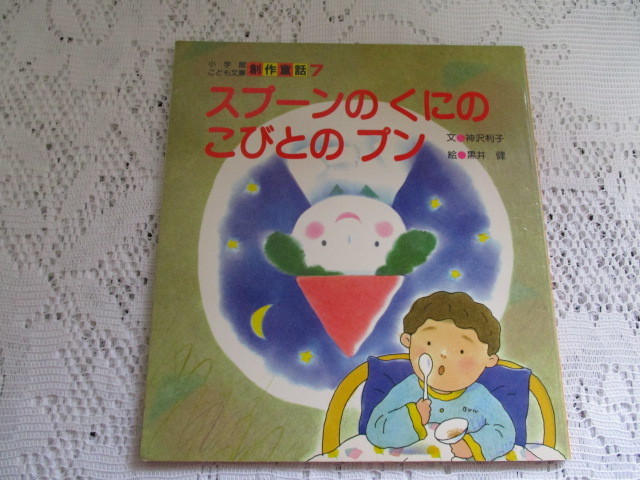 小学館
こども文庫 創作童話 7
スプーンの くにの
こびとの プン
文●神沢利子
絵●黒井 健